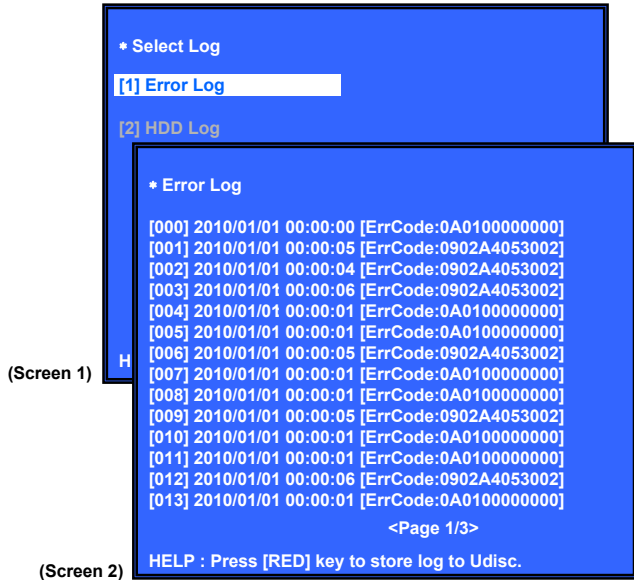 * Select Log
[1] Error Log
[2] HDD Log
H
(Screen 1)
* Error Log
[000] 2010/01/01 00:00:00 [ErrCode:0A0100000000]
[001] 2010/01/01 00:00:05 [ErrCode:0902A4053002]
[002] 2010/01/01 00:00:04 [ErrCode:0902A4053002]
[003] 2010/01/01 00:00:06 [ErrCode:0902A4053002]
[004] 2010/01/01 00:00:01 [ErrCode:0A0100000000]
[005] 2010/01/01 00:00:01 [ErrCode:0A0100000000]
[006] 2010/01/01 00:00:05 [ErrCode:0902A4053002]
[007] 2010/01/01 00:00:01 [ErrCode:0A0100000000]
[008] 2010/01/01 00:00:01 [ErrCode:0A0100000000]
[009] 2010/01/01 00:00:05 [ErrCode:0902A4053002]
[010] 2010/01/01 00:00:01 [ErrCode:0A0100000000]
[011] 2010/01/01 00:00:01 [ErrCode:0A0100000000]
[012] 2010/01/01 00:00:06 [ErrCode:0902A4053002]
[013] 2010/01/01 00:00:01 [ErrCode:0A0100000000]
<Page 1/3>
HELP : Press [RED] key to store log to Udisc.
(Screen 2)